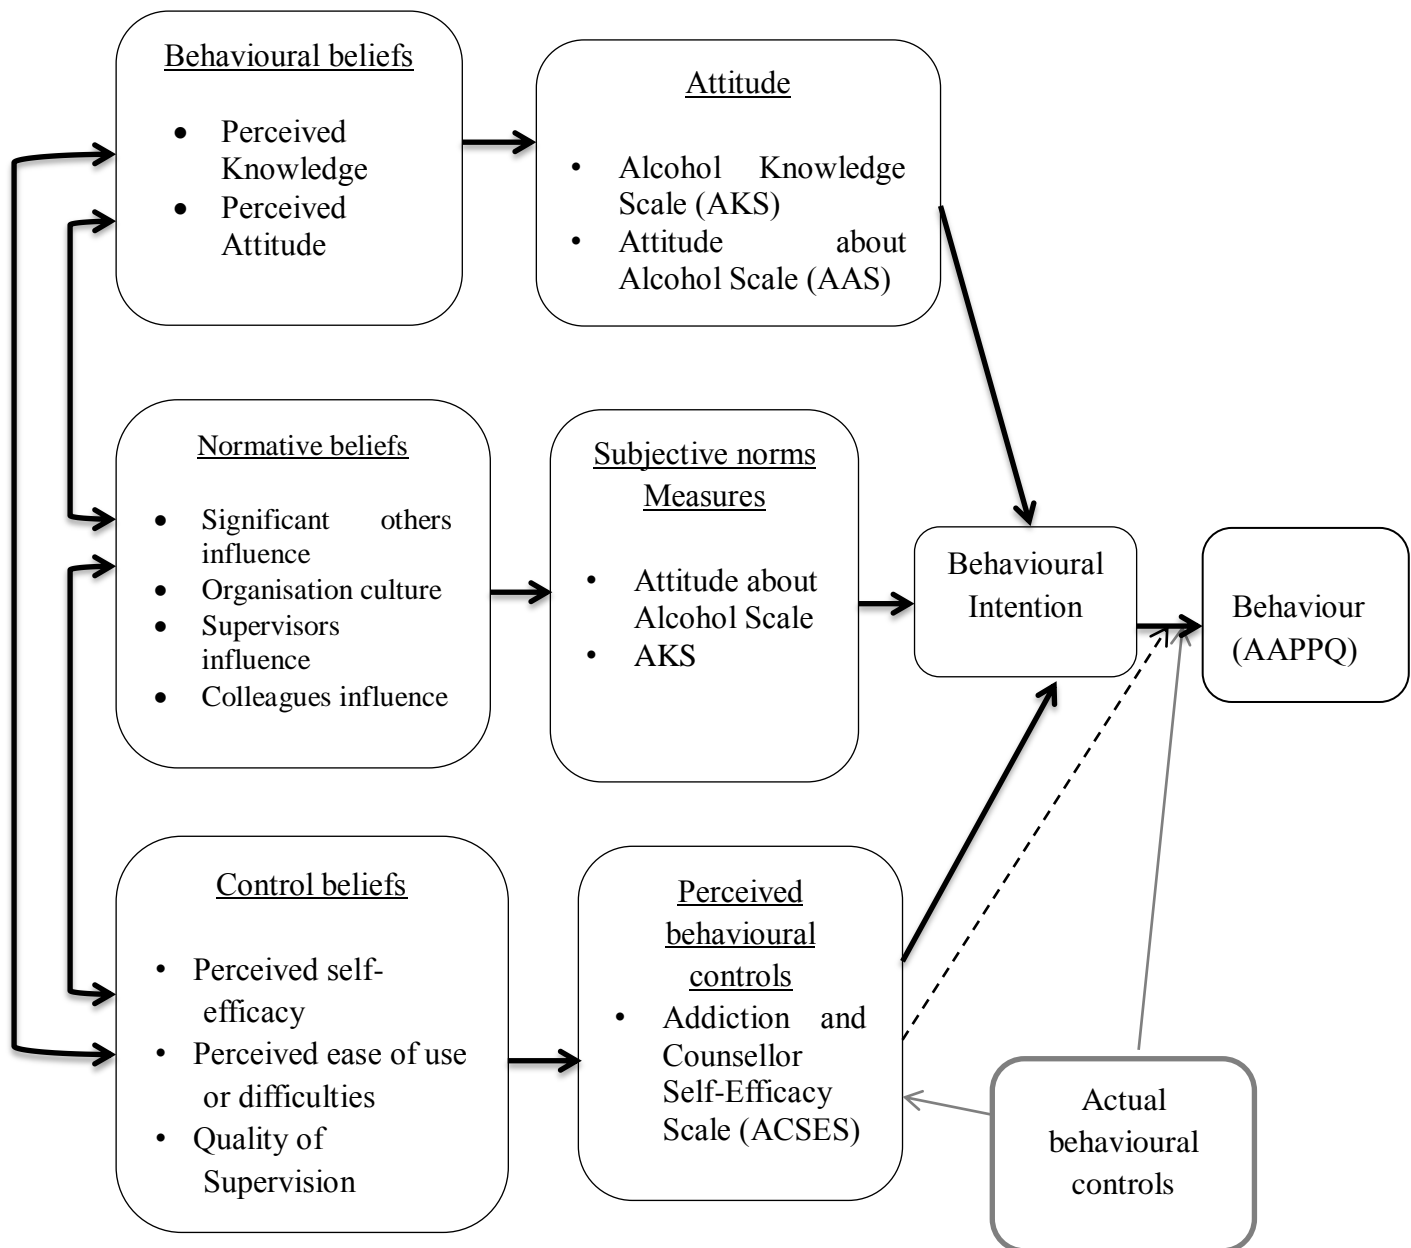 Behavioural beliefs
● Perceived
Knowledge
● Perceived
Attitude
Attitude
• Alcohol Knowledge
Scale (AKS)
• Attitude about
Alcohol Scale (AAS)
Normative beliefs
● Significant others
influence
● Organisation culture
● Supervisors
influence
● Colleagues influence
Subjective norms
Measures
• Attitude about
Alcohol Scale
• AKS
Behavioural
Intention
Behaviour
(AAPPQ)
Control beliefs
• Perceived self-
efficacy
• Perceived ease of use
or difficulties
• Quality of
Supervision
Perceived
behavioural
controls
• Addiction and
Counsellor
Self-Efficacy
Scale (ACSES)
Actual
behavioural
controls